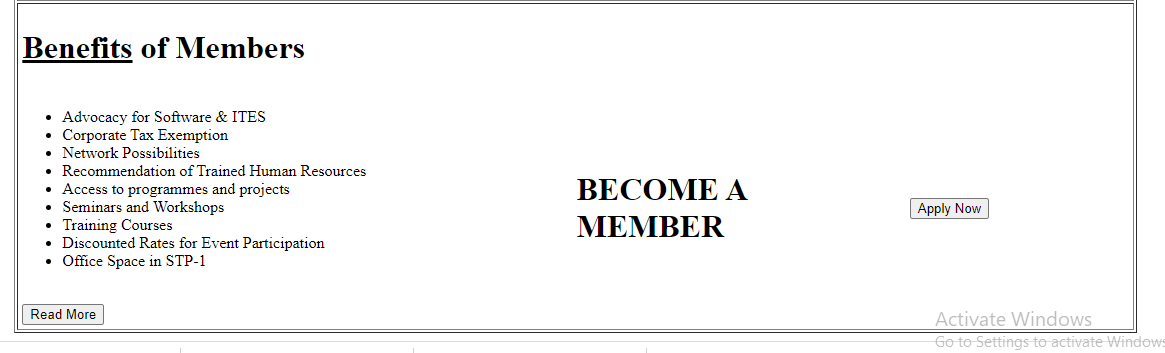 Benefits of Members
Advocacy for Software & ITES
Corporate Tax Exemption
Network Possibilities
Recommendation of Trained Human Resources
Access to programmes and projects
Seminars and Workshops
Training Courses
Discounted Rates for Event Participation
Office Space in STP-1
Read More
BECOME A
MEMBER
Apply Now
Activate Windows
Go to Settings to activate Windows